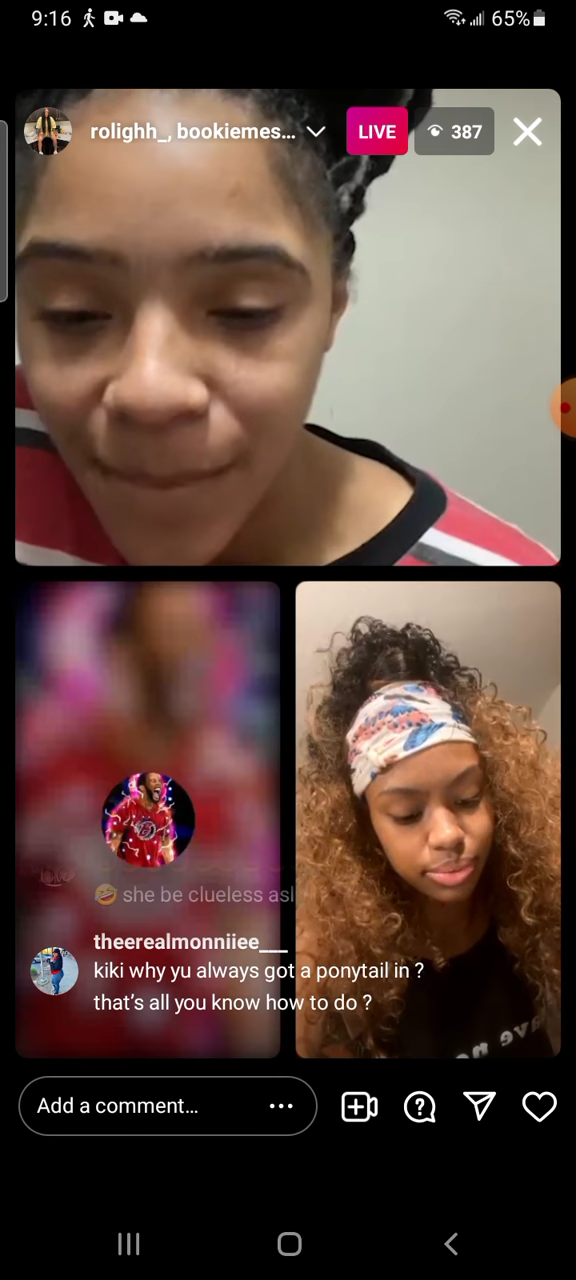 9:16
65%
rolighh_, bookiemes...
LIVE
387
🤣 she be clueless asl
theerealmonniiee___
kiki why yu always got a ponytail in ?
that's all you know how to do ?
Add a comment...